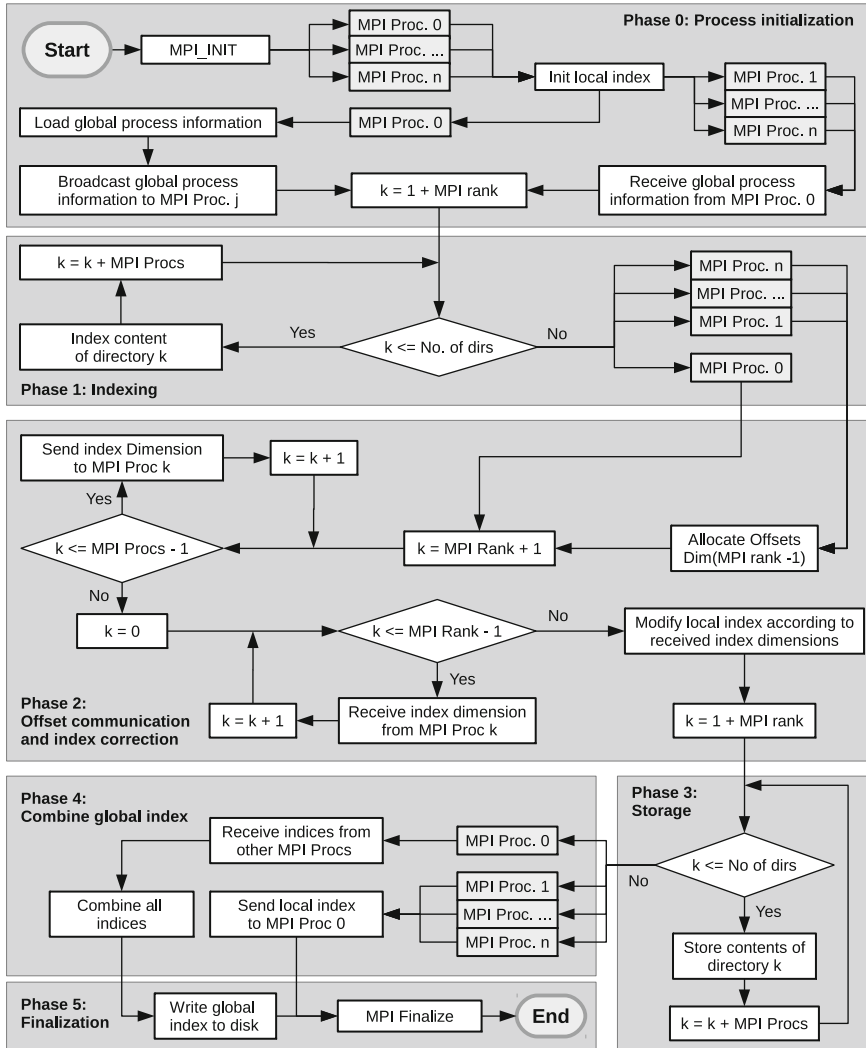 Phase 0: Process initialization
Start
MPI_INIT
MPI Proc. 0
MPI Proc. ...
MPI Proc. n
Init local index
MPI Proc. 1
MPI Proc. ...
MPI Proc. n
Load global process information
MPI Proc. 0
Broadcast global process
information to MPI Proc. j
k = 1 + MPI rank
Receive global process
information from MPI Proc. 0
k = k + MPI Procs
MPI Proc. n
MPI Proc. ...
MPI Proc. 1
MPI Proc. 0
Index content
of directory k
Yes
k <= No. of dirs
No
Phase 1: Indexing
Send index Dimension
to MPI Proc k
k = k + 1
Yes
k <= MPI Procs - 1
k = MPI Rank + 1
Allocate Offsets
Dim(MPI rank -1)
No
k = 0
k <= MPI Rank - 1
No
Modify local index according to
received index dimensions
Yes
Phase 2:
Offset communication
and index correction
k = k + 1
Receive index dimension
from MPI Proc k
k = 1 + MPI rank
Phase 4:
Combine global index
Phase 3:
Storage
Receive indices from
other MPI Procs
MPI Proc. 0
k <= No of dirs
No
Combine all
indices
Send local index
to MPI Proc 0
MPI Proc. 1
MPI Proc. ...
MPI Proc. n
Yes
Store contents of
directory k
Phase 5:
Finalization
Write global
index to disk
MPI Finalize
End
k = k + MPI Procs